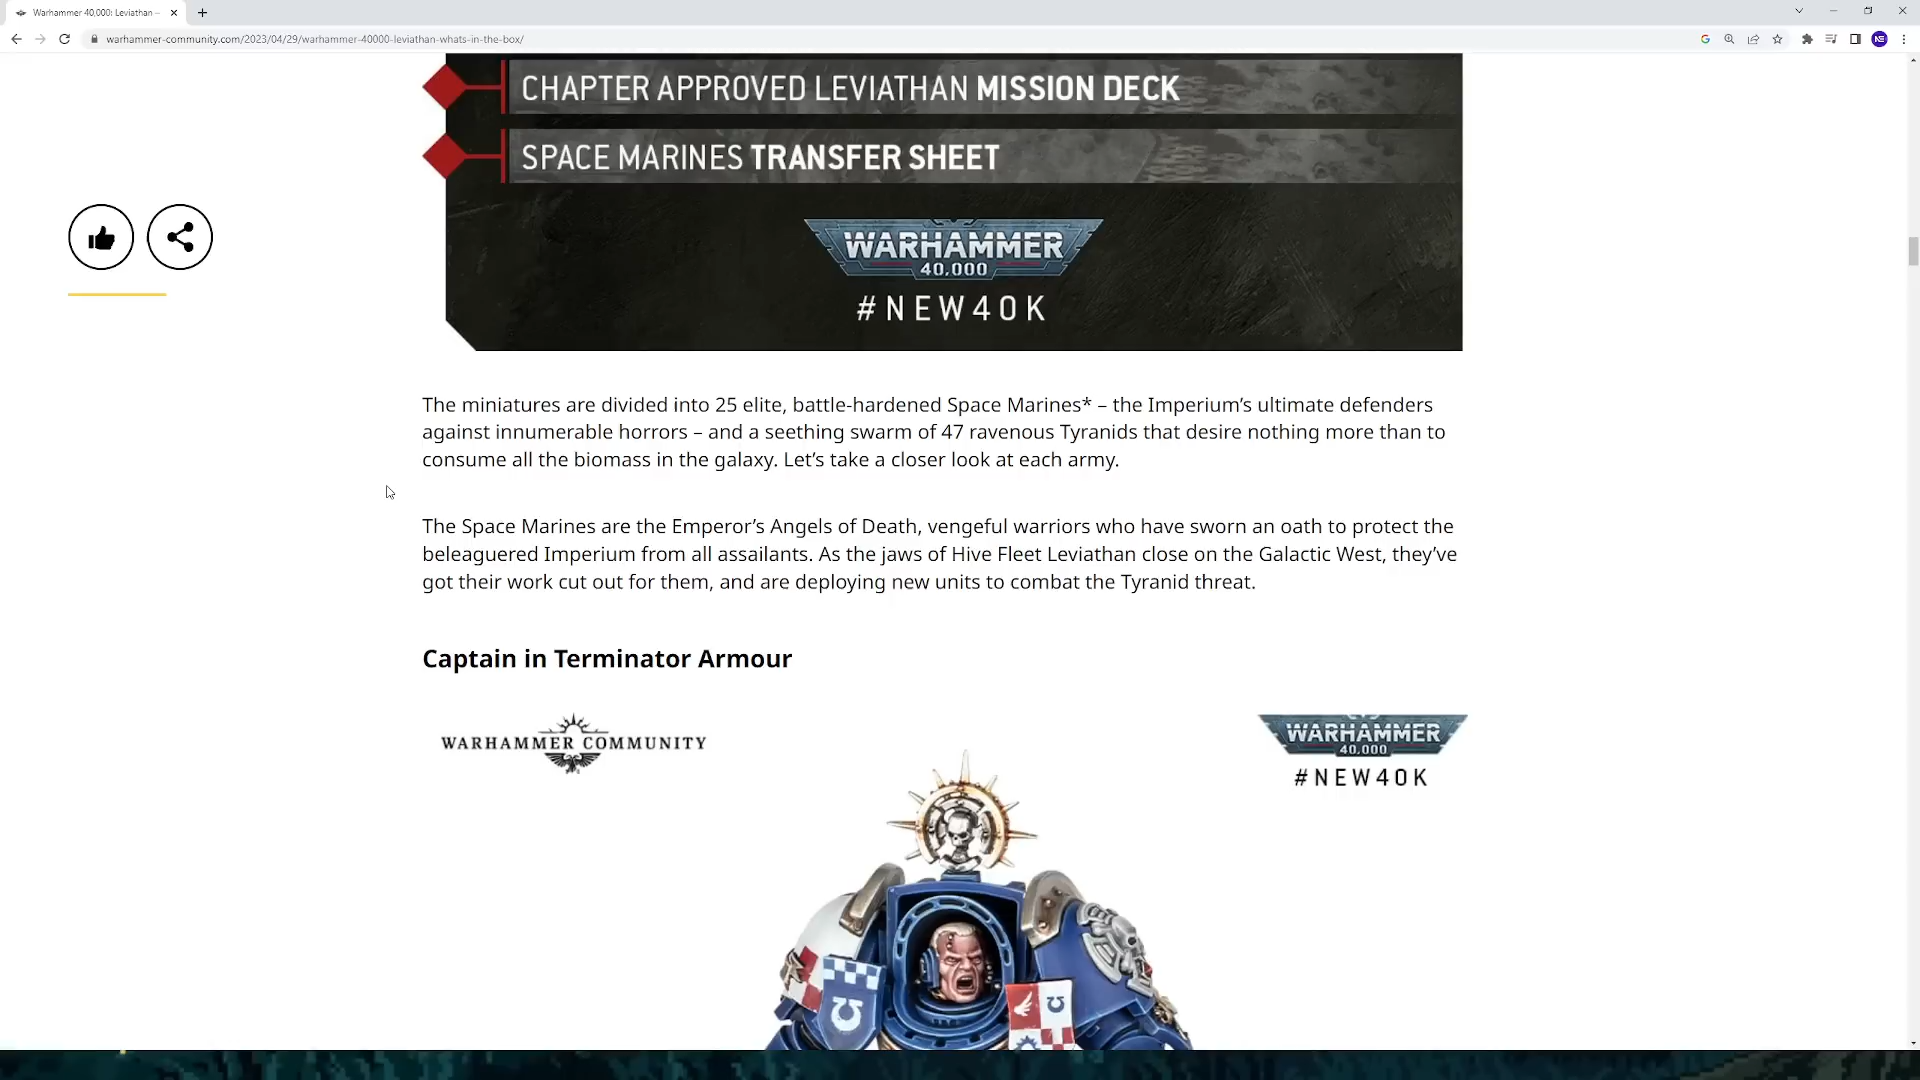 Warhammer 40,000: Leviathan –
warhammer-community.com/2023/04/29/warhammer-40000-leviathan-whats-in-the-box/
NE
CHAPTER APPROVED LEVIATHAN MISSION DECK
SPACE MARINES TRANSFER SHEET
WARHAMMER
40,000
#NEW40K
The miniatures are divided into 25 elite, battle-hardened Space Marines* – the Imperium’s ultimate defenders
against innumerable horrors – and a seething swarm of 47 ravenous Tyranids that desire nothing more than to
consume all the biomass in the galaxy. Let’s take a closer look at each army.
The Space Marines are the Emperor’s Angels of Death, vengeful warriors who have sworn an oath to protect the
beleaguered Imperium from all assailants. As the jaws of Hive Fleet Leviathan close on the Galactic West, they’ve
got their work cut out for them, and are deploying new units to combat the Tyranid threat.
Captain in Terminator Armour
WARHAMMER COMMUNITY
WARHAMMER
40,000
#NEW40K